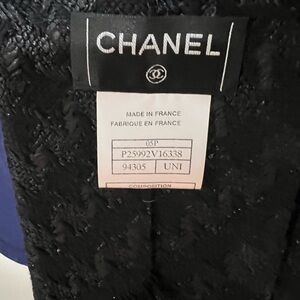 CHANEL
MADE IN FRANCE
FABRIQUE EN FRANCE
05P
P25992V16338
94305 UNI
COMPOSITION